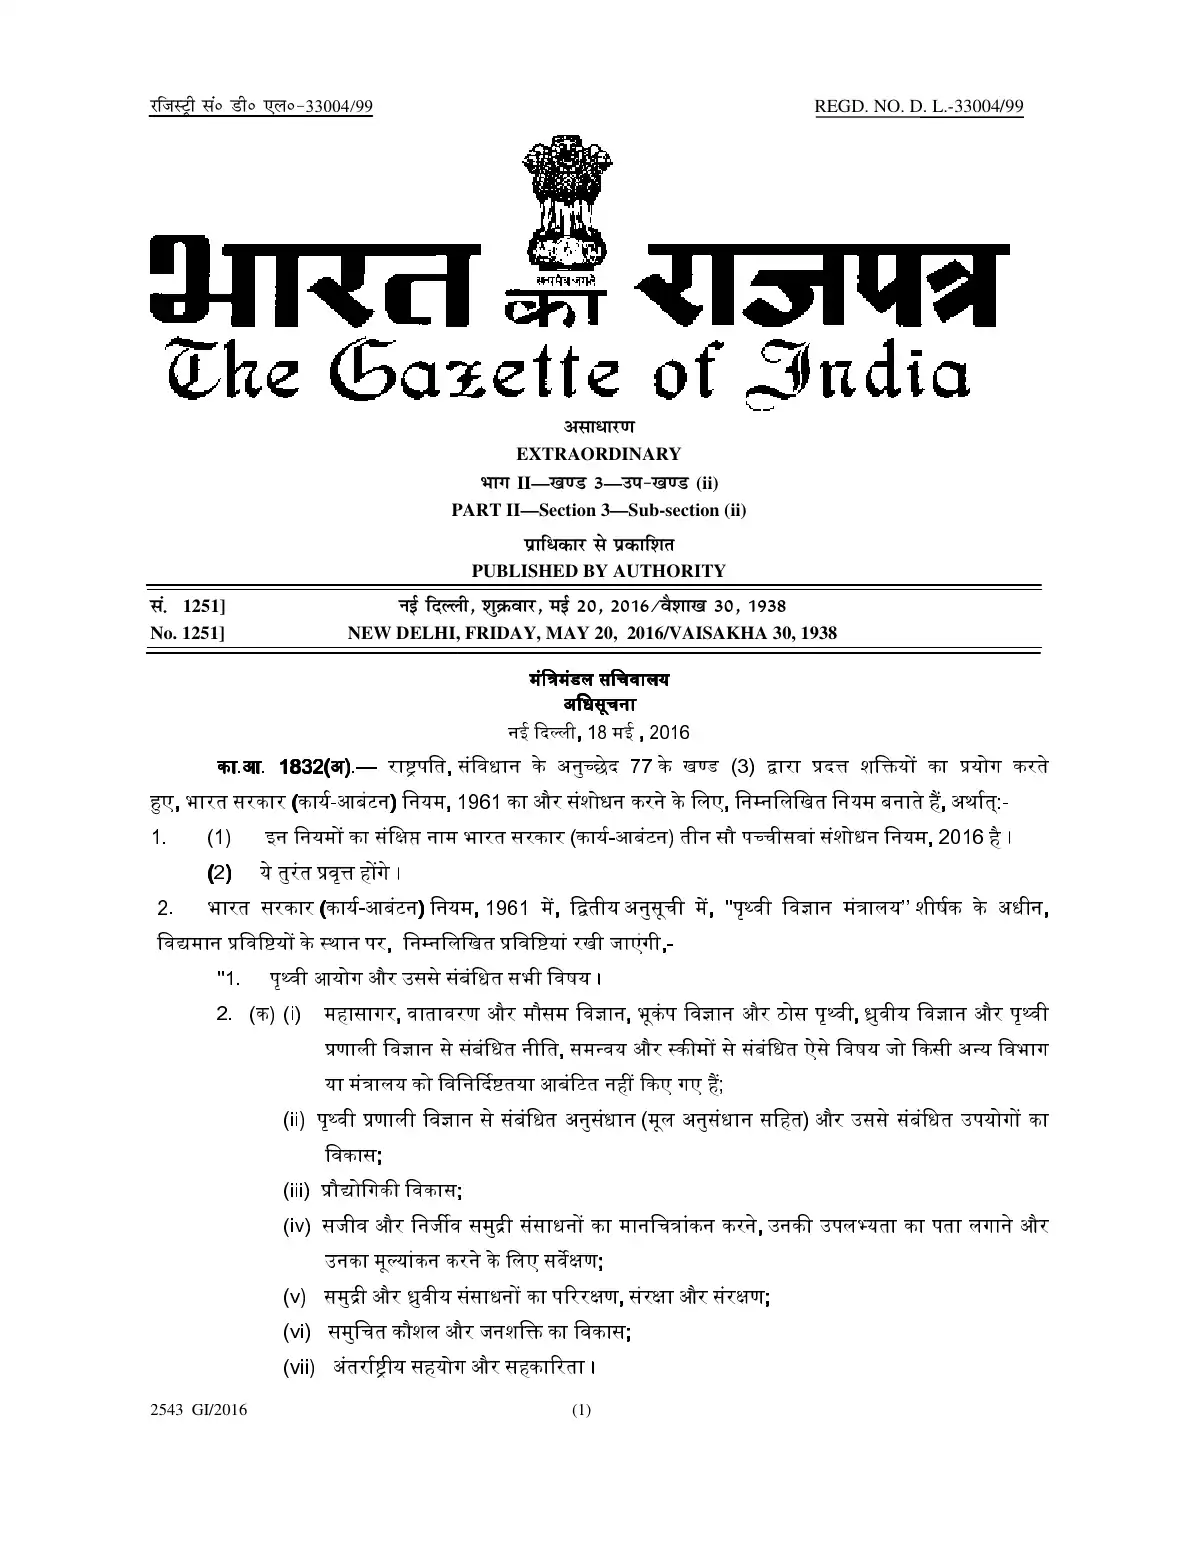 रजिस्ट्री सं० डी० एल०-33004/99
REGD. NO. D. L.-33004/99
सत्यमेव जयते
भारत का राजपत्र
The Gazette of India
असाधारण
EXTRAORDINARY
भाग II—खण्ड 3—उप-खण्ड (ii)
PART II—Section 3—Sub-section (ii)
प्राधिकार से प्रकाशित
PUBLISHED BY AUTHORITY
सं. 1251] नई दिल्ली, शुक्रवार, मई 20, 2016/वैशाख 30, 1938
No. 1251] NEW DELHI, FRIDAY, MAY 20, 2016/VAISAKHA 30, 1938
मंत्रिमंडल सचिवालय
अधिसूचना
नई दिल्ली, 18 मई , 2016
का.आ. 1832(अ).— राष्ट्रपति, संविधान के अनुच्छेद 77 के खण्ड (3) द्वारा प्रदत्त शक्तियों का प्रयोग करते
हुए, भारत सरकार (कार्य-आबंटन) नियम, 1961 का और संशोधन करने के लिए, निम्नलिखित नियम बनाते हैं, अर्थात्:-
1. (1) इन नियमों का संक्षिप्त नाम भारत सरकार (कार्य-आबंटन) तीन सौ पच्चीसवां संशोधन नियम, 2016 है ।
(2) ये तुरंत प्रवृत्त होंगे ।
2. भारत सरकार (कार्य-आबंटन) नियम, 1961 में, द्वितीय अनुसूची में, "पृथ्वी विज्ञान मंत्रालय’’ शीर्षक के अधीन,
विद्यमान प्रविष्टियों के स्थान पर, निम्नलिखित प्रविष्टियां रखी जाएंगी,-
"1. पृथ्वी आयोग और उससे संबंधित सभी विषय ।
2. (क) (i) महासागर, वातावरण और मौसम विज्ञान, भूकंप विज्ञान और ठोस पृथ्वी, ध्रुवीय विज्ञान और पृथ्वी
प्रणाली विज्ञान से संबंधित नीति, समन्वय और स्कीमों से संबंधित ऐसे विषय जो किसी अन्य विभाग
या मंत्रालय को विनिर्दिष्टतया आबंटित नहीं किए गए हैं;
(ii) पृथ्वी प्रणाली विज्ञान से संबंधित अनुसंधान (मूल अनुसंधान सहित) और उससे संबंधित उपयोगों का
विकास;
(iii) प्रौद्योगिकी विकास;
(iv) सजीव और निर्जीव समुद्री संसाधनों का मानचित्रांकन करने, उनकी उपलभ्यता का पता लगाने और
उनका मूल्यांकन करने के लिए सर्वेक्षण;
(v) समुद्री और ध्रुवीय संसाधनों का परिरक्षण, संरक्षा और संरक्षण;
(vi) समुचित कौशल और जनशक्ति का विकास;
(vii) अंतर्राष्ट्रीय सहयोग और सहकारिता ।
2543 GI/2016
(1)